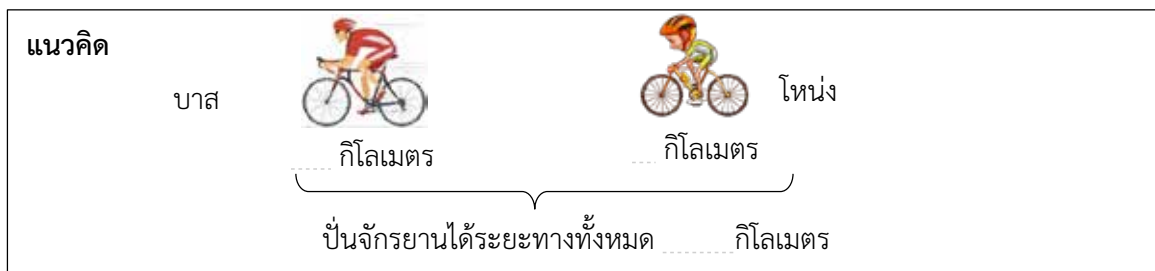 แนวคิด
บาส โหน่ง
..... กิโลเมตร .... กิโลเมตร
ปั่นจักรยานได้ระยะทางทั้งหมด ........... กิโลเมตร